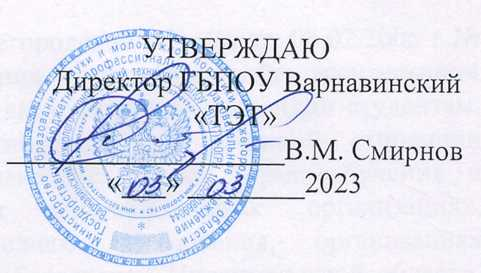 УТВЕРЖДАЮ
Директор ГБПОУ Варнавинский
«ТЭТ»
В.М. Смирнов
«03» 03 2023